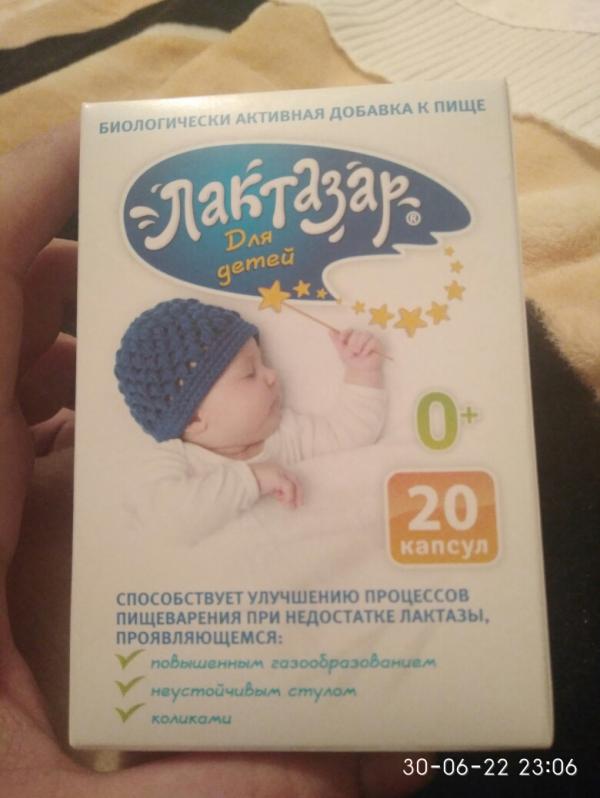 БИОЛОГИЧЕСКИ АКТИВНАЯ ДОБАВКА К ПИЩЕ
Лактазар®
Для
детей
0+
20
капсул
СПОСОБСТВУЕТ УЛУЧШЕНИЮ ПРОЦЕССОВ
ПИЩЕВАРЕНИЯ ПРИ НЕДОСТАТКЕ ЛАКТАЗЫ,
ПРОЯВЛЯЮЩЕМСЯ:
повышенным газообразованием
неустойчивым стулом
коликами
30-06-22 23:06